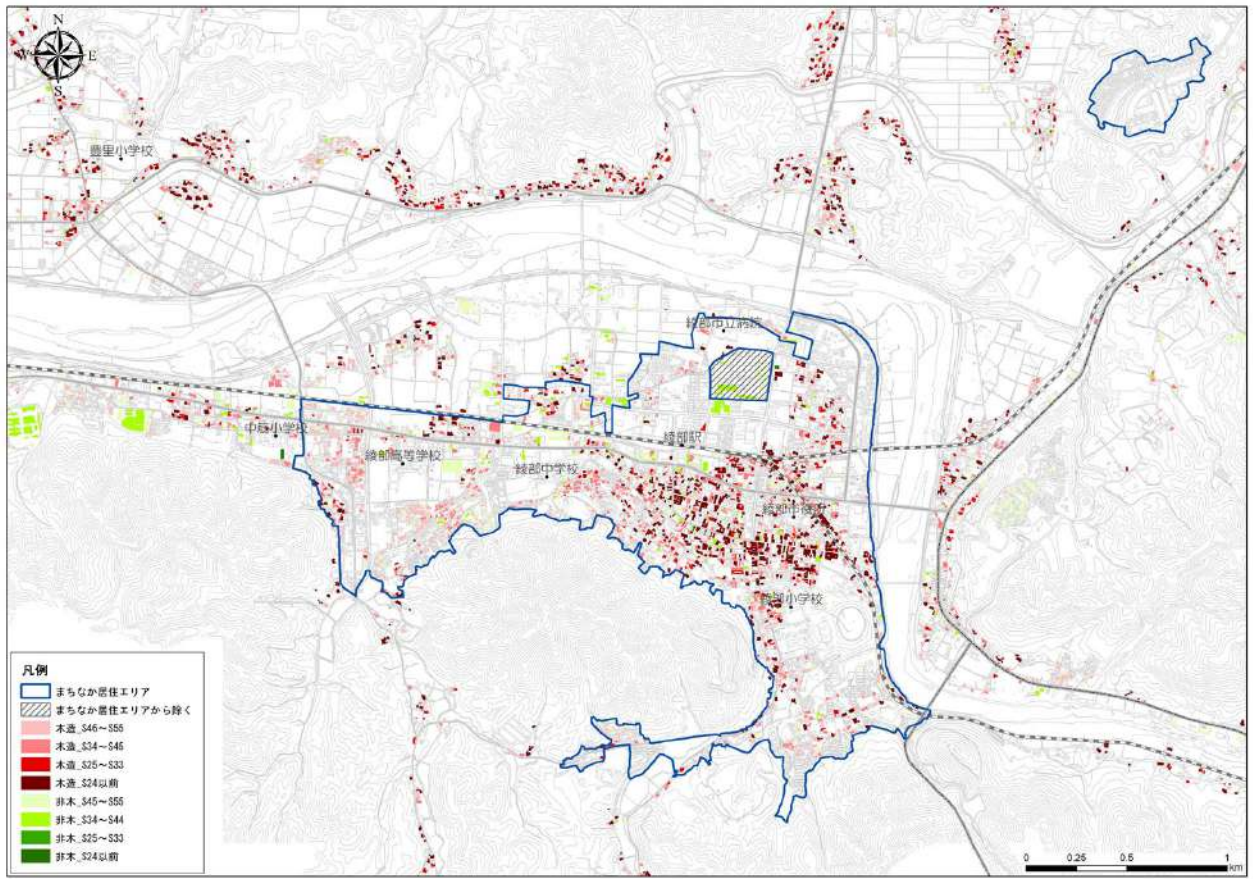 N
W
E
S
豊里小学校
綾部市立病院
綾部駅
中筋小学校
綾部高等学校
綾部中学校
綾部市役所
綾部小学校
凡例
まちなか居住エリア
まちなか居住エリアから除く
木造_S46～S55
木造_S34～S45
木造_S25～S33
木造_S24以前
非木_S45～S55
非木_S34～S44
非木_S25～S33
非木_S24以前
0 0.25 0.5 1
km